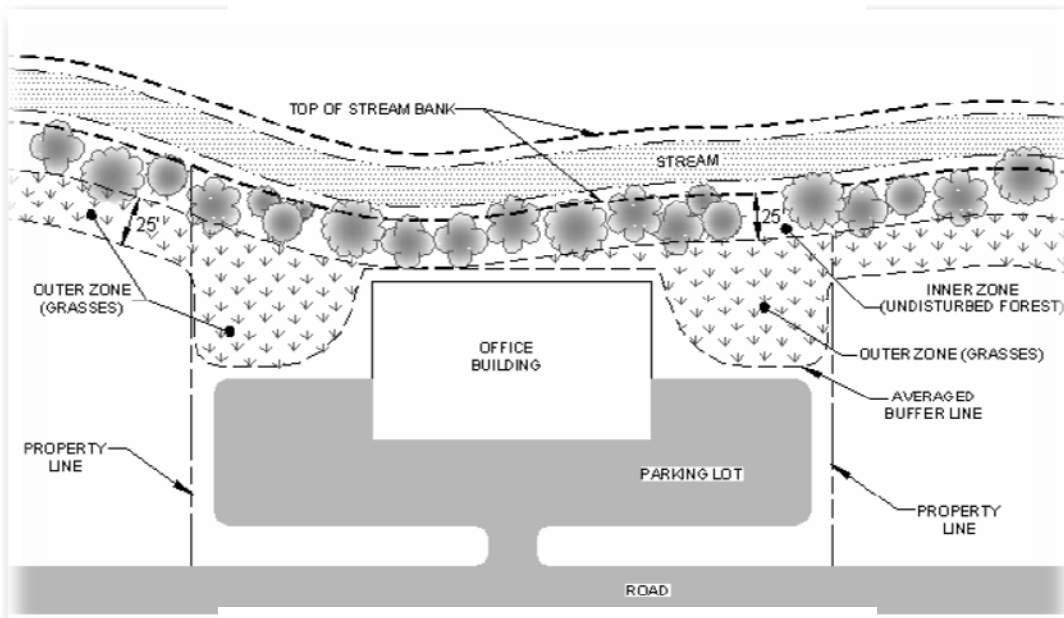 TOP OF STREAM BANK
STREAM
25'
25'
OUTER ZONE
(GRASSES)
INNER ZONE
(UNDISTURBED FOREST)
OFFICE
BUILDING
OUTER ZONE (GRASSES)
AVERAGED
BUFFER LINE
PROPERTY
LINE
PARKING LOT
PROPERTY
LINE
ROAD